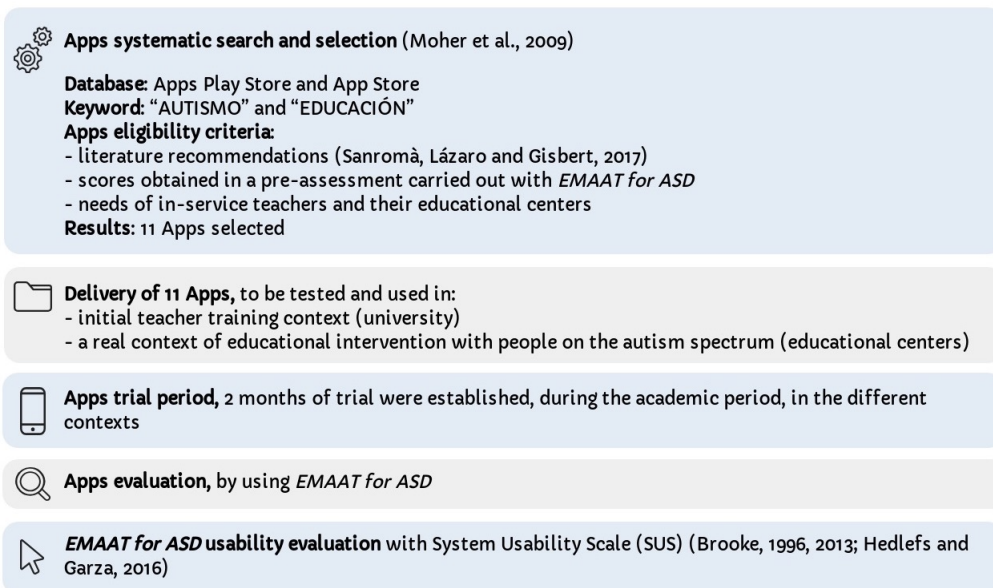 Apps systematic search and selection (Moher et al., 2009)
Database: Apps Play Store and App Store
Keyword: “AUTISMO” and “EDUCACIÓN”
Apps eligibility criteria:
- literature recommendations (Sanromà, Lázaro and Gisbert, 2017)
- scores obtained in a pre-assessment carried out with EMAAT for ASD
- needs of in-service teachers and their educational centers
Results: 11 Apps selected
Delivery of 11 Apps, to be tested and used in:
- initial teacher training context (university)
- a real context of educational intervention with people on the autism spectrum (educational centers)
Apps trial period, 2 months of trial were established, during the academic period, in the different
contexts
Apps evaluation, by using EMAAT for ASD
EMAAT for ASD usability evaluation with System Usability Scale (SUS) (Brooke, 1996, 2013; Hedlefs and
Garza, 2016)